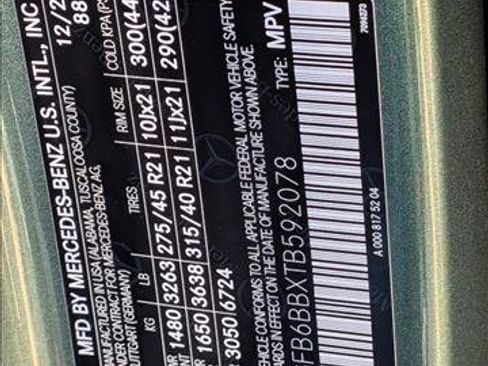 MFD BY MERCEDES-BENZ U.S. INTL., INC
MANUFACTURED IN USA (ALABAMA, TUSCALOOSA COUNTY)
UNDER CONTRACT FOR MERCEDES-BENZ AG,
STUTTGART (GERMANY)
KG LB TIRES RIM SIZE COLD KPA
1480 3263 275/45 R21 10Jx21 300(44
1650 3638 315/40 R21 11Jx21 290(42
3050 6724
VEHICLE CONFORMS TO ALL APPLICABLE FEDERAL MOTOR VEHICLE SAFETY
IN EFFECT ON THE DATE OF MANUFACTURE SHOWN ABOVE.
FB6BBXTB592078 TYPE: MPV
A 000 817 52 04